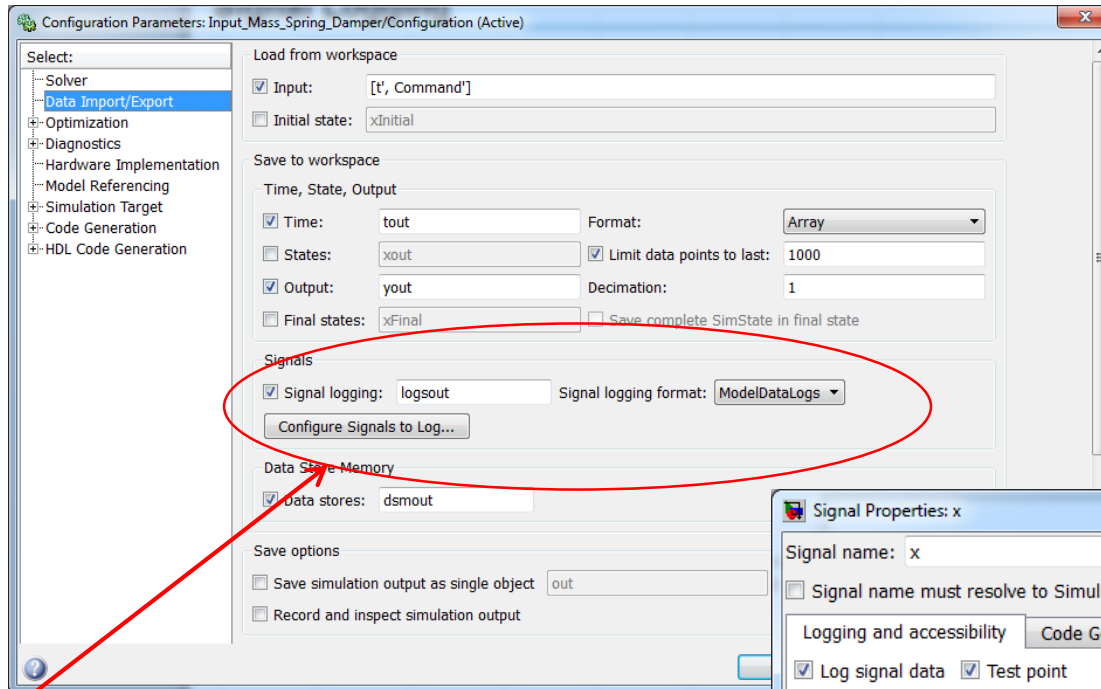 Configuration Parameters: Input_Mass_Spring_Damper/Configuration (Active)
Select:
Solver
Data Import/Export
Optimization
Diagnostics
Hardware Implementation
Model Referencing
Simulation Target
Code Generation
HDL Code Generation
Load from workspace
Input: [t', Command']
Initial state: xInitial
Save to workspace
Time, State, Output
Time: tout Format: Array
States: xout Limit data points to last: 1000
Output: yout Decimation: 1
Final states: xFinal Save complete SimState in final state
Signals
Signal logging: logsout Signal logging format: ModelDataLogs
Configure Signals to Log...
Data Store Memory
Data stores: dsmout
Save options
Save simulation output as single object out
Record and inspect simulation output
Signal Properties: x
Signal name: x
Signal name must resolve to Simul
Logging and accessibility Code G
Log signal data Test point